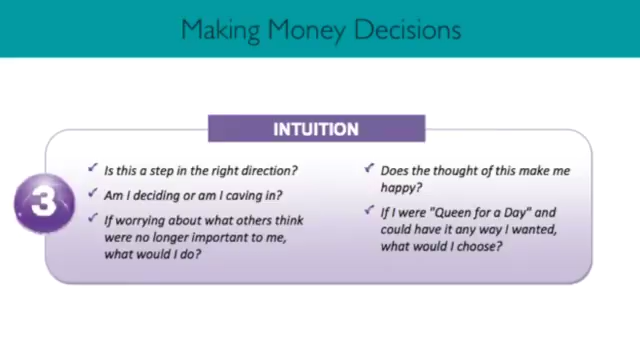 Making Money Decisions
INTUITION
3
Is this a step in the right direction?
Am I deciding or am I caving in?
If worrying about what others think
were no longer important to me,
what would I do?
Does the thought of this make me
happy?
If I were "Queen for a Day" and
could have it any way I wanted,
what would I choose?